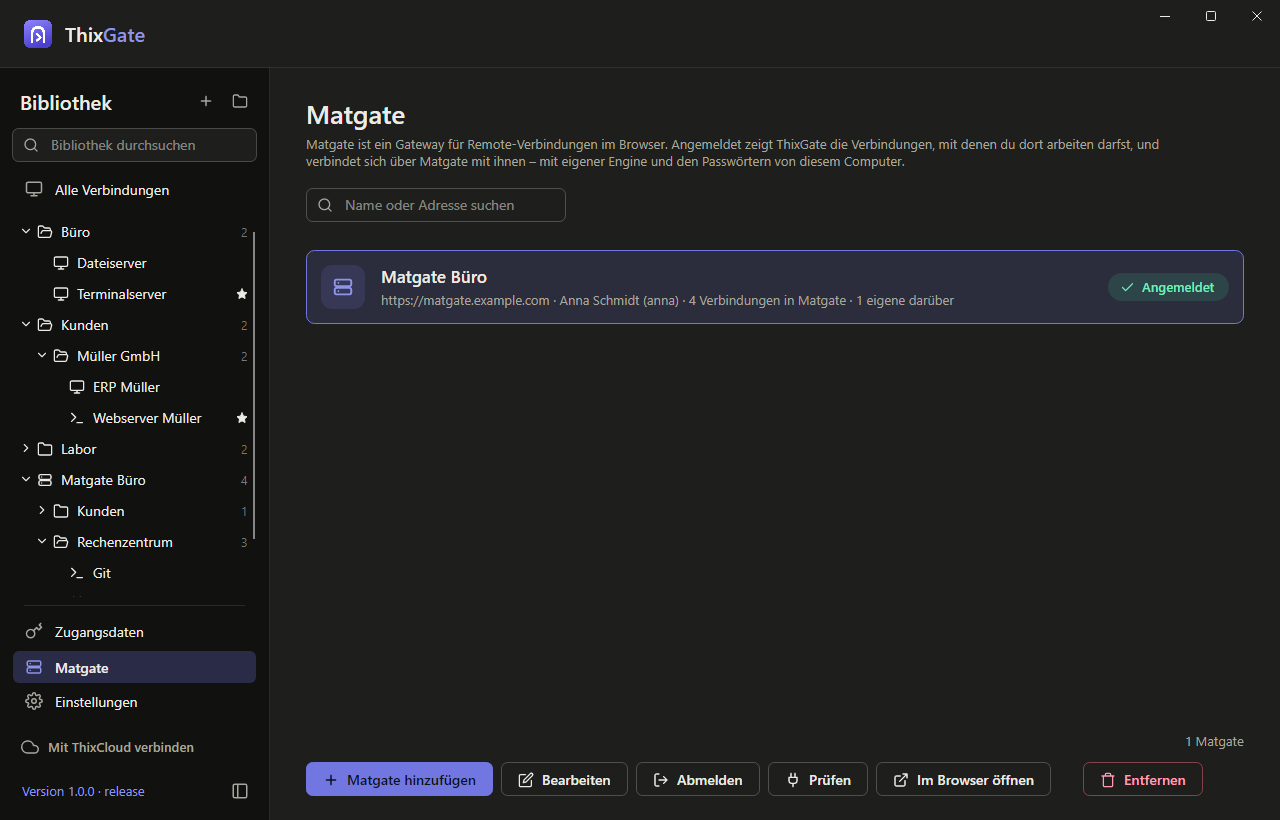 ThixGate
Bibliothek
Bibliothek durchsuchen
Alle Verbindungen
Büro 2
Dateiserver
Terminalserver
Kunden 2
Müller GmbH 2
ERP Müller
Webserver Müller
Labor 2
Matgate Büro 4
Kunden 1
Rechenzentrum 3
Git
Zugangsdaten
Matgate
Einstellungen
Mit ThixCloud verbinden
Version 1.0.0 · release
Matgate
Matgate ist ein Gateway für Remote-Verbindungen im Browser. Angemeldet zeigt ThixGate die Verbindungen, mit denen du dort arbeiten darfst, und
verbindet sich über Matgate mit ihnen – mit eigener Engine und den Passwörtern von diesem Computer.
Name oder Adresse suchen
Matgate Büro
https://matgate.example.com · Anna Schmidt (anna) · 4 Verbindungen in Matgate · 1 eigene darüber
Angemeldet
1 Matgate
Matgate hinzufügen
Bearbeiten
Abmelden
Prüfen
Im Browser öffnen
Entfernen